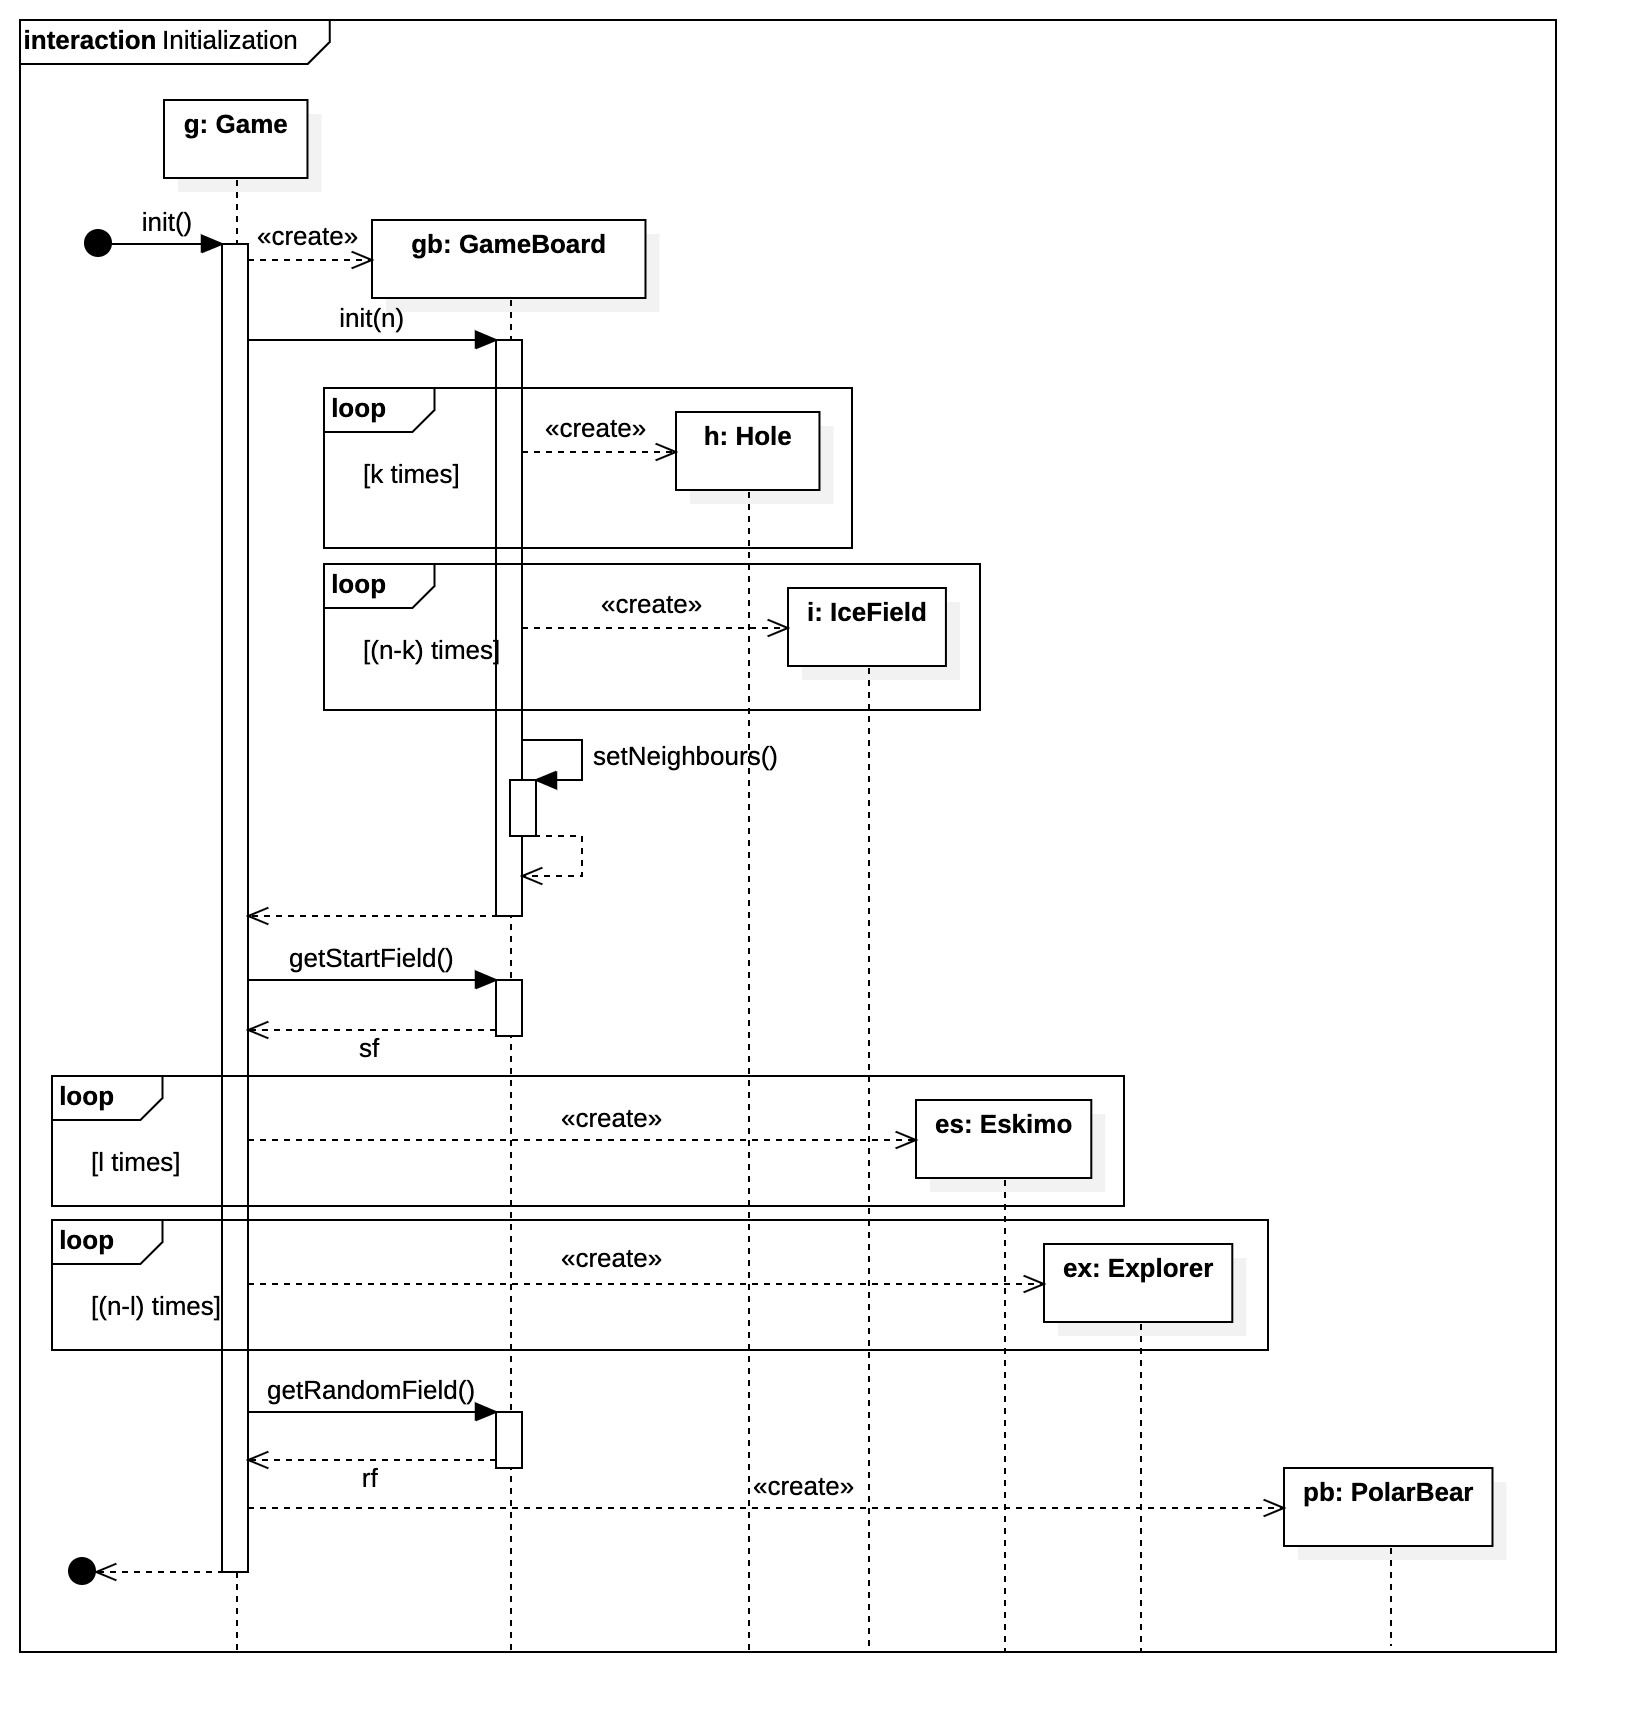 interaction Initialization
g: Game
init()
«create»
gb: GameBoard
init(n)
loop
«create»
h: Hole
[k times]
loop
«create»
i: IceField
[(n-k) times]
setNeighbours()
getStartField()
sf
loop
«create»
es: Eskimo
[l times]
loop
«create»
ex: Explorer
[(n-l) times]
getRandomField()
rf
«create»
pb: PolarBear